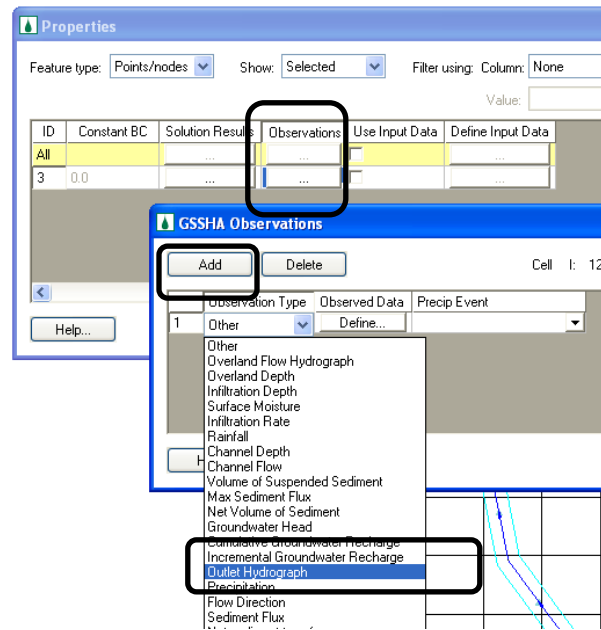 Properties
Feature type: Points/nodes Show: Selected Filter using: Column: None
Value:
ID Constant BC Solution Results Observations Use Input Data Define Input Data
All ... ... ...
3 0.0 ... ... ...
GSSHA Observations
Add Delete Cell I: 12
Observation Type Observed Data Precip Event
Help...
1 Other Define...
Other
Overland Flow Hydrograph
Overland Depth
Infiltration Depth
Surface Moisture
Infiltration Rate
Rainfall
Channel Depth
H
Channel Flow
Volume of Suspended Sediment
Max Sediment Flux
Net Volume of Sediment
Groundwater Head
Cumulative Groundwater Recharge
Incremental Groundwater Recharge
Outlet Hydrograph
Precipitation
Flow Direction
Sediment Flux